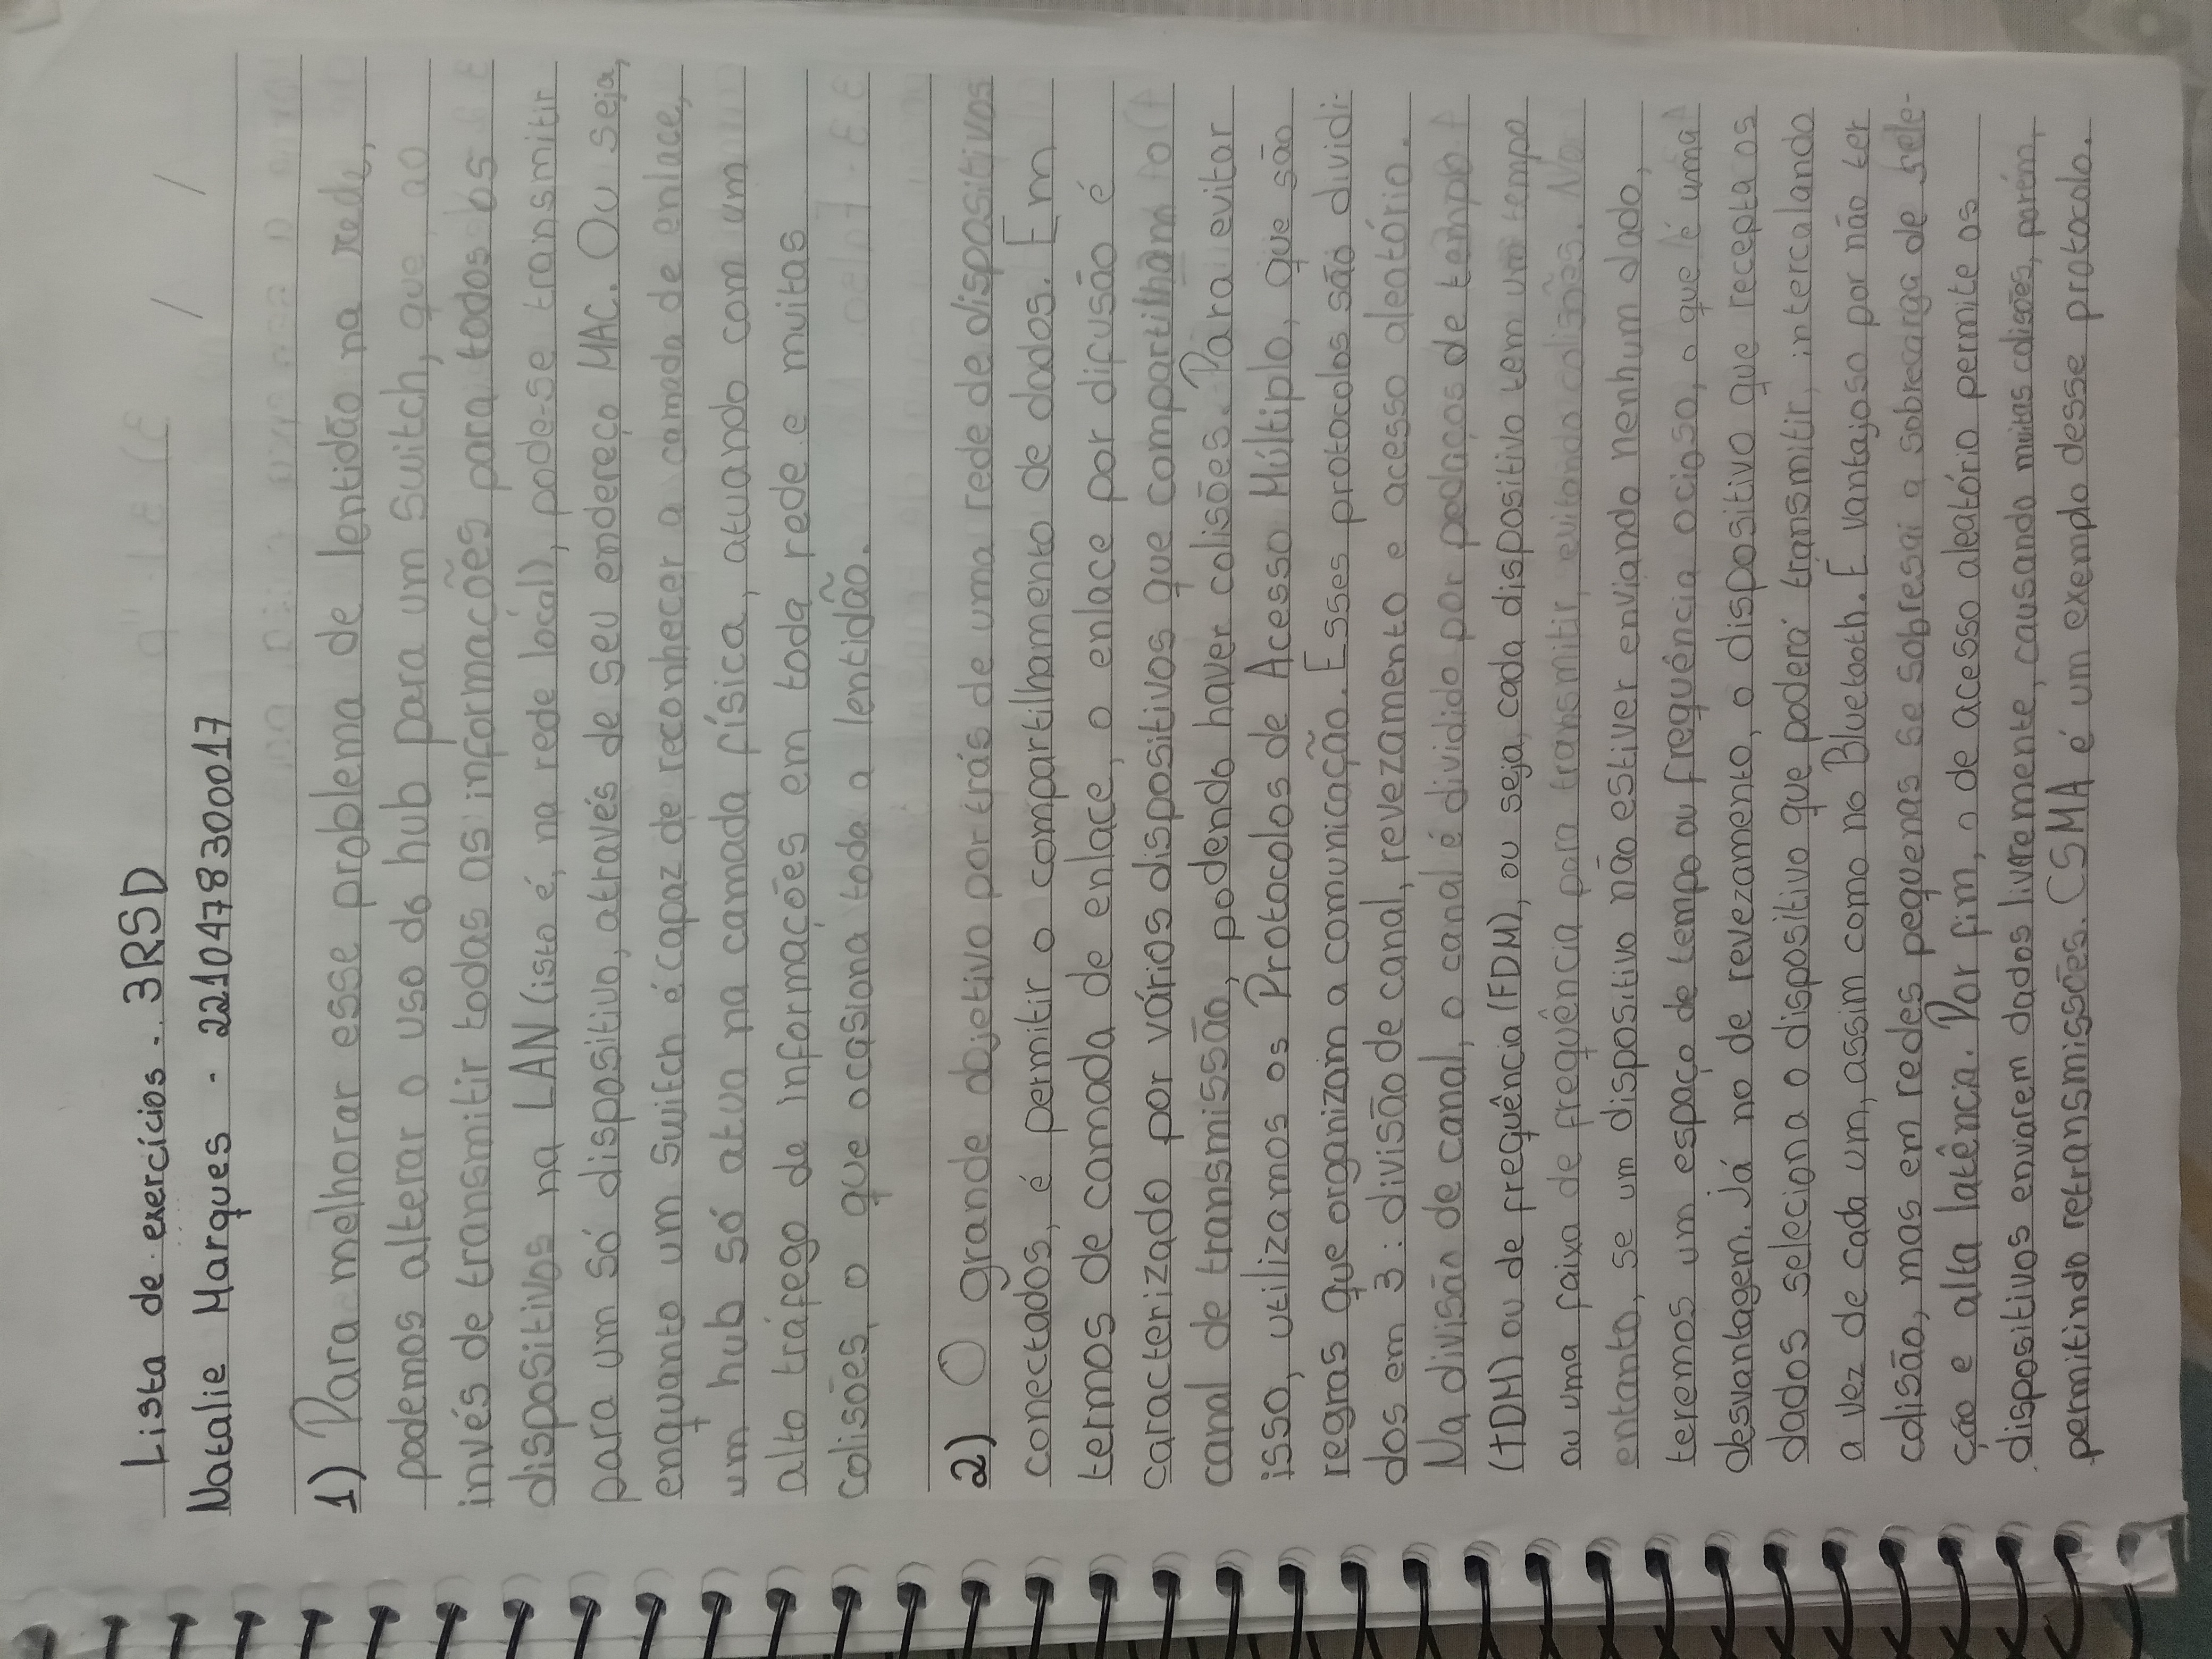 Lista de exercícios - 3RSD
Natalie Marques - 2210478300017
/ /
1) Para melhorar esse problema de lentidão na rede,
podemos alterar o uso do hub para um switch, que, ao
invés de transmitir todas as informações para todos os
dispositivos na LAN (isto é, na rede local), pode-se transmitir
para um só dispositivo, através de seu endereço MAC. Ou seja,
enquanto um switch é capaz de reconhecer a camada de enlace,
um hub só atua na camada física, atuando com um
alto tráfego de informações em toda rede e muitas
colisões, o que ocasiona toda a lentidão.
2) O grande objetivo por trás de uma rede de dispositivos
conectados, é permitir o compartilhamento de dados. Em
termos de camada de enlace, o enlace por difusão é
caracterizado por vários dispositivos que compartilham o
canal de transmissão, podendo haver colisões. Para evitar
isso, utilizamos os Protocolos de Acesso Múltiplo, que são
regras que organizam a comunicação. Esses protocolos são dividi-
dos em 3: divisão de canal, revezamento e acesso aleatório.
Na divisão de canal, o canal é dividido por pedaços de tempo
(TDM) ou de frequência (FDM), ou seja, cada dispositivo tem um tempo
ou uma faixa de frequência para transmitir, evitando colisões. No
entanto, se um dispositivo não estiver enviando nenhum dado,
teremos um espaço de tempo ou frequência ocioso, o que é uma
desvantagem. Já no de revezamento, o dispositivo que recepta os
dados seleciona o dispositivo que poderá transmitir, intercalando
a vez de cada um, assim como no Bluetooth. É vantajoso por não ter
colisão, mas em redes pequenas se sobresai a sobrecarga de sele-
ção e alta latência. Por fim, o de acesso aleatório permite os
dispositivos enviarem dados livremente, causando muitas colisões, porém,
permitindo retransmissões. CSMA é um exemplo desse protocolo.